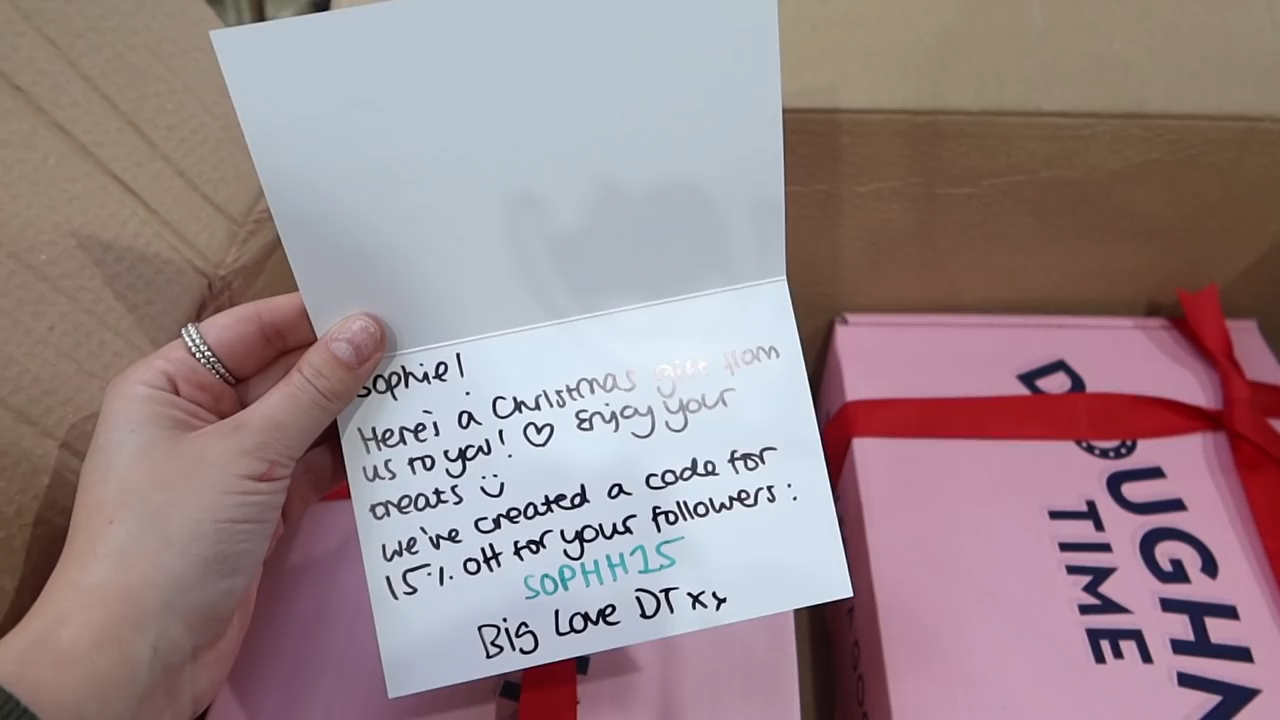 Sophie!
Here's a Christmas gift from
us to you! ♡ Enjoy your
treats ü
We've created a code for
15% off for your followers:
SOPHH15
Big Love DT xx
DOUGHN
TIME